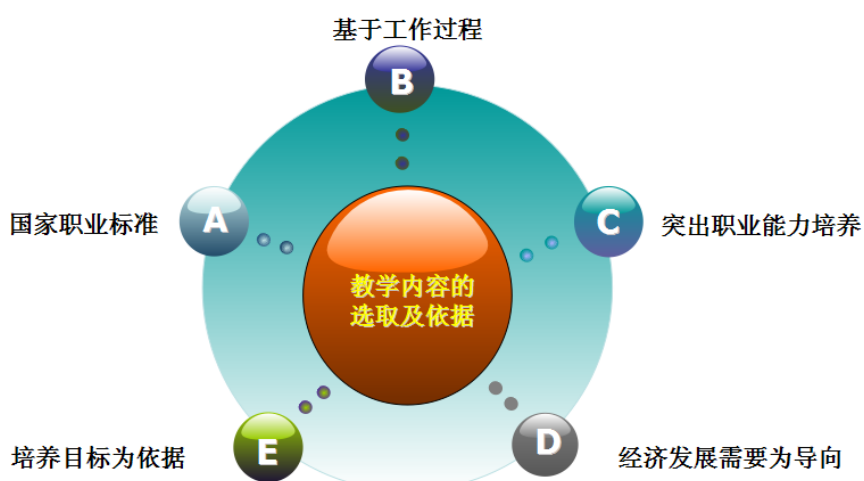 基于工作过程
B
国家职业标准
A
C
突出职业能力培养
教学内容的
选取及依据
培养目标为依据
E
D
经济发展需要为导向